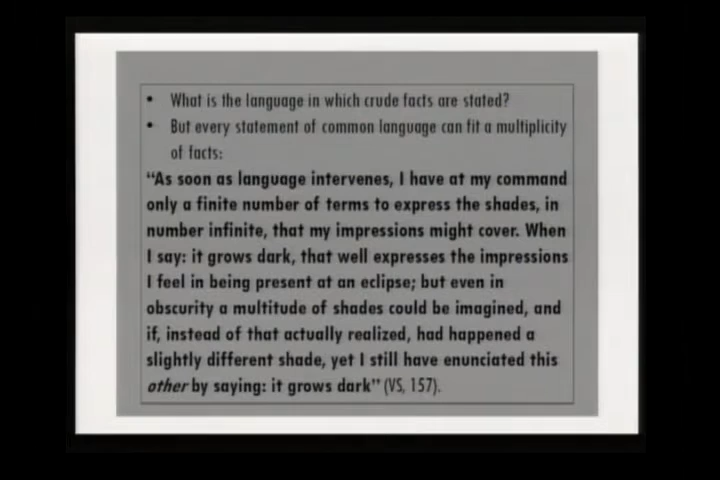 • What is the language in which crude facts are stated?
• But every statement of common language can fit a multiplicity
of facts:
“As soon as language intervenes, I have at my command
only a finite number of terms to express the shades, in
number infinite, that my impressions might cover. When
I say: it grows dark, that well expresses the impressions
I feel in being present at an eclipse; but even in
obscurity a multitude of shades could be imagined, and
if, instead of that actually realized, had happened a
slightly different shade, yet I still have enunciated this
other by saying: it grows dark” (VS, 157).